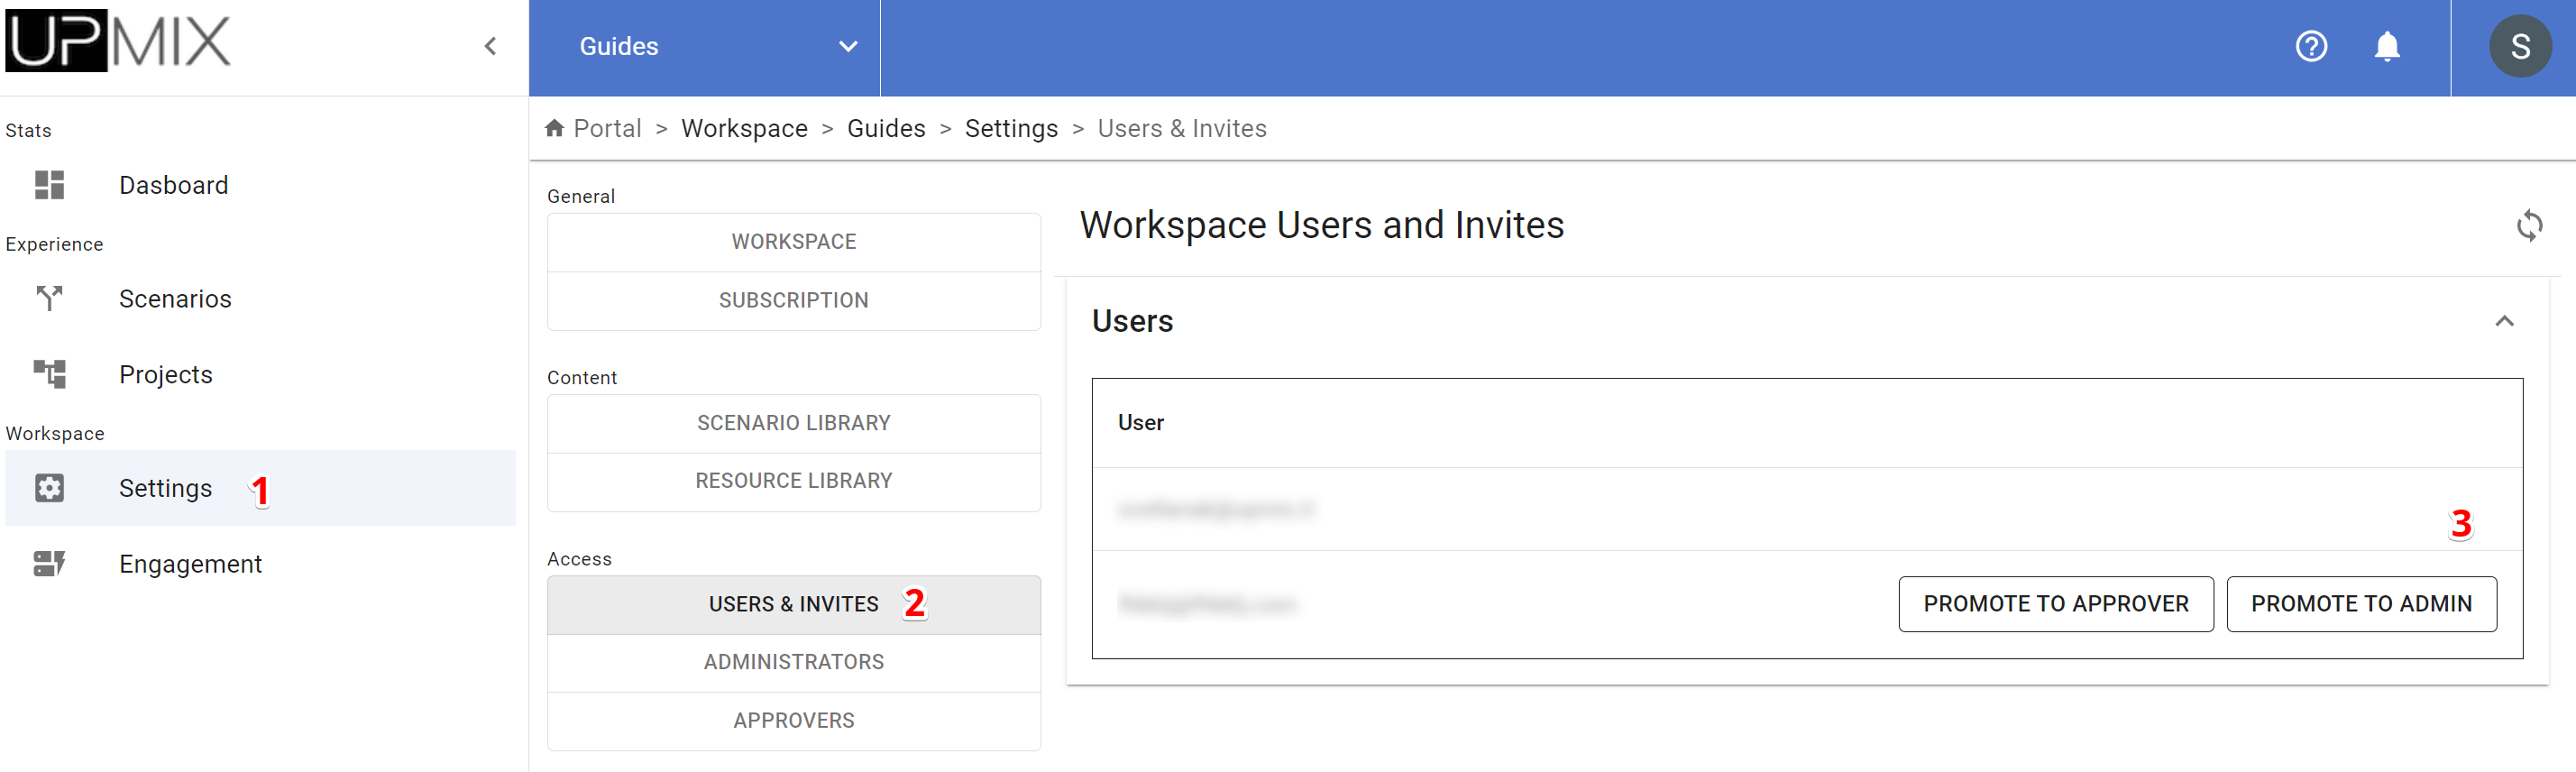 UPMIX
Guides
S
Portal > Workspace > Guides > Settings > Users & Invites
Stats
Dasboard
Experience
Scenarios
Projects
Workspace
Settings 1
Engagement
General
WORKSPACE
SUBSCRIPTION
Content
SCENARIO LIBRARY
RESOURCE LIBRARY
Access
USERS & INVITES 2
ADMINISTRATORS
APPROVERS
Workspace Users and Invites
Users
User
3
PROMOTE TO APPROVER PROMOTE TO ADMIN